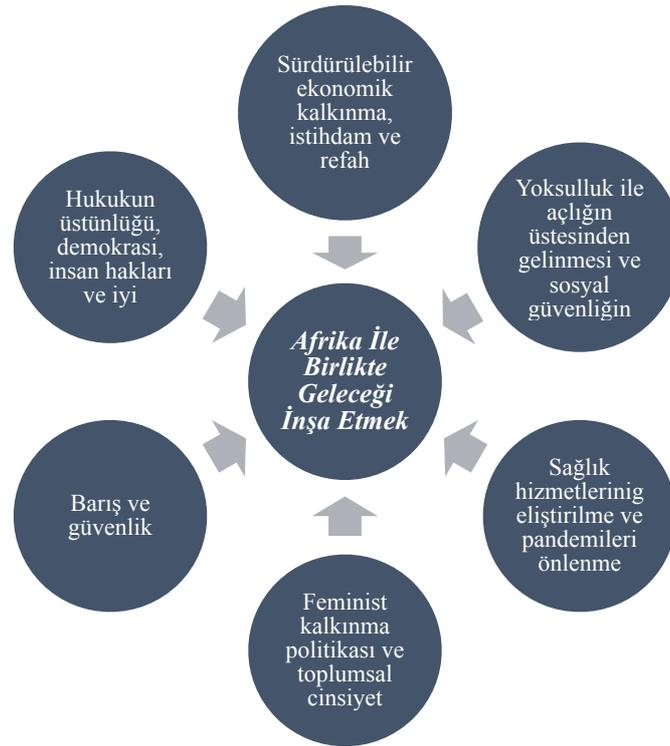 Sürdürülebilir
ekonomik
kalkınma,
istihdam ve
refah
Yoksulluk ile
açlığın
üstesinden
gelinmesi ve
sosyal
güvenliğin
Sağlık
hizmetlerinig
eliştirilme ve
pandemileri
önlenme
Feminist
kalkınma
politikası ve
toplumsal
cinsiyet
Barış ve
güvenlik
Hukukun
üstünlüğü,
demokrasi,
insan hakları
ve iyi
Afrika İle
Birlikte
Geleceği
İnşa Etmek